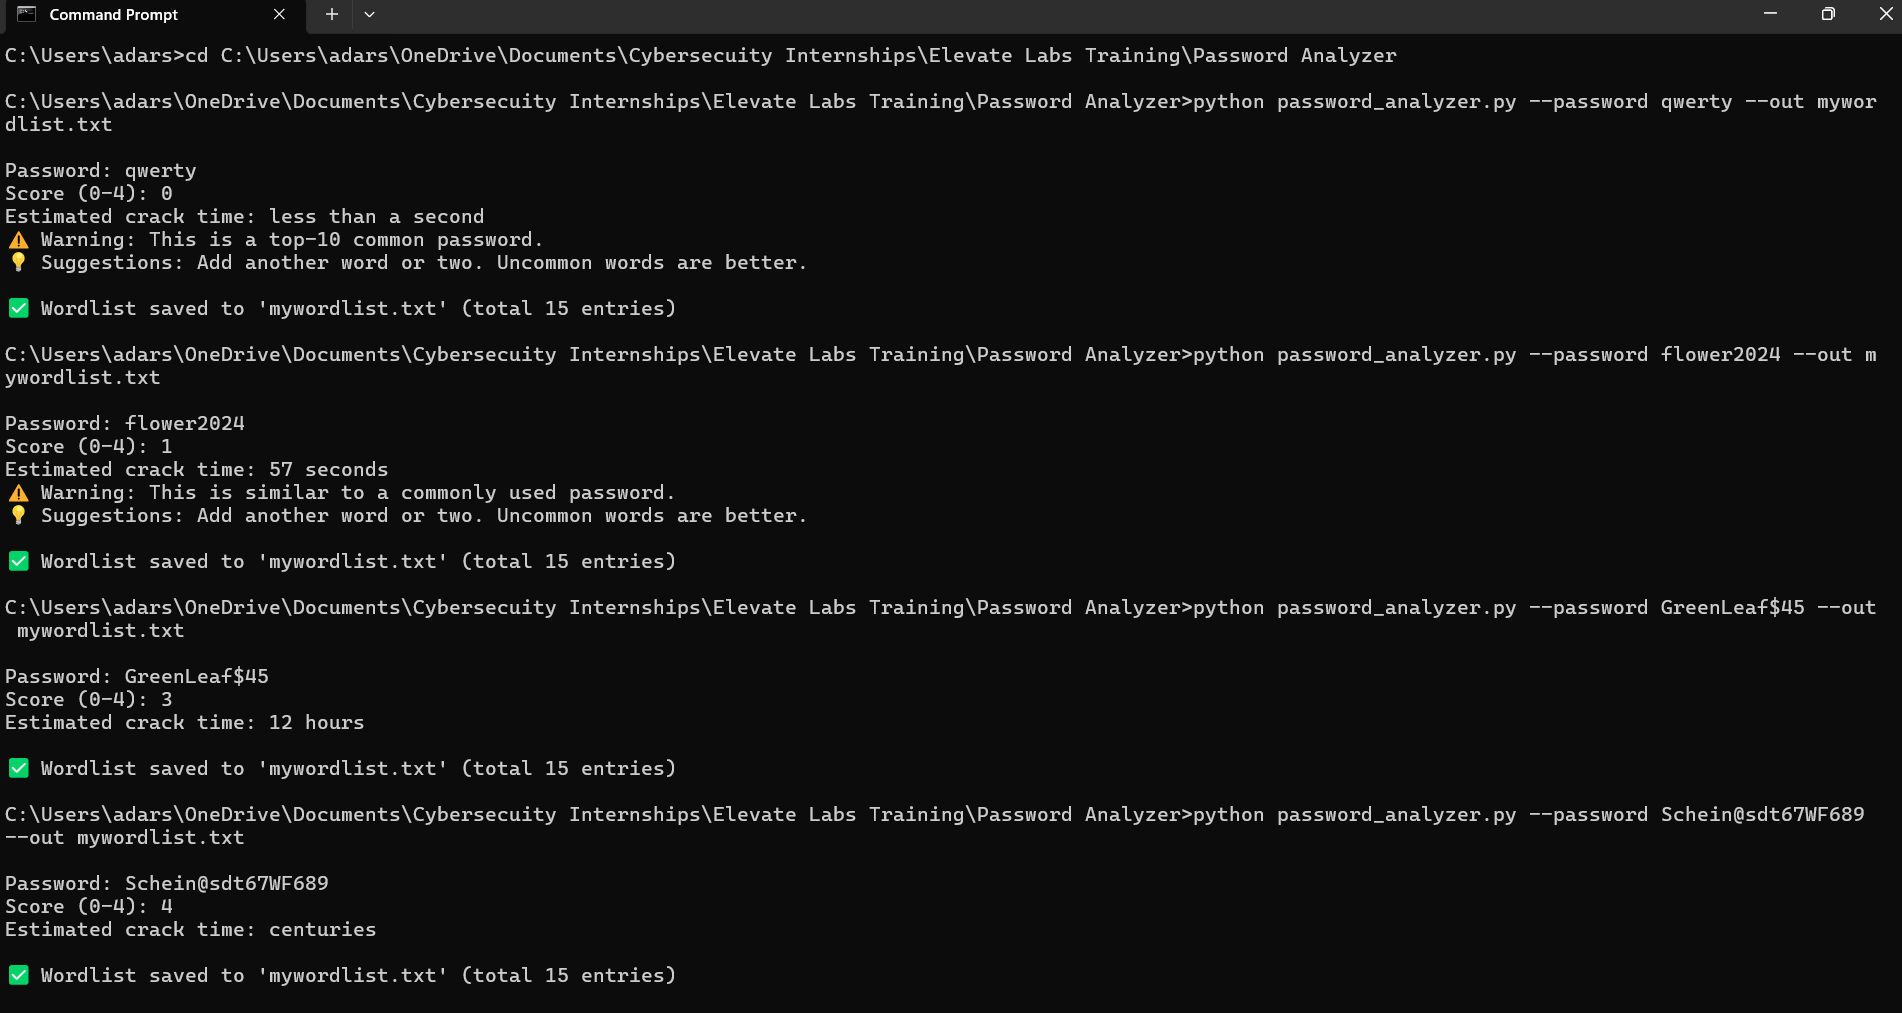 Command Prompt
C:\Users\adars>cd C:\Users\adars\OneDrive\Documents\Cybersecuity Internships\Elevate Labs Training\Password Analyzer
C:\Users\adars\OneDrive\Documents\Cybersecuity Internships\Elevate Labs Training\Password Analyzer>python password_analyzer.py --password qwerty --out mywor
dlist.txt
Password: qwerty
Score (0-4): 0
Estimated crack time: less than a second
⚠️ Warning: This is a top-10 common password.
💡 Suggestions: Add another word or two. Uncommon words are better.
✅ Wordlist saved to 'mywordlist.txt' (total 15 entries)
C:\Users\adars\OneDrive\Documents\Cybersecuity Internships\Elevate Labs Training\Password Analyzer>python password_analyzer.py --password flower2024 --out m
ywordlist.txt
Password: flower2024
Score (0-4): 1
Estimated crack time: 57 seconds
⚠️ Warning: This is similar to a commonly used password.
💡 Suggestions: Add another word or two. Uncommon words are better.
✅ Wordlist saved to 'mywordlist.txt' (total 15 entries)
C:\Users\adars\OneDrive\Documents\Cybersecuity Internships\Elevate Labs Training\Password Analyzer>python password_analyzer.py --password GreenLeaf$45 --out
 mywordlist.txt
Password: GreenLeaf$45
Score (0-4): 3
Estimated crack time: 12 hours
✅ Wordlist saved to 'mywordlist.txt' (total 15 entries)
C:\Users\adars\OneDrive\Documents\Cybersecuity Internships\Elevate Labs Training\Password Analyzer>python password_analyzer.py --password Schein@sdt67WF689
--out mywordlist.txt
Password: Schein@sdt67WF689
Score (0-4): 4
Estimated crack time: centuries
✅ Wordlist saved to 'mywordlist.txt' (total 15 entries)